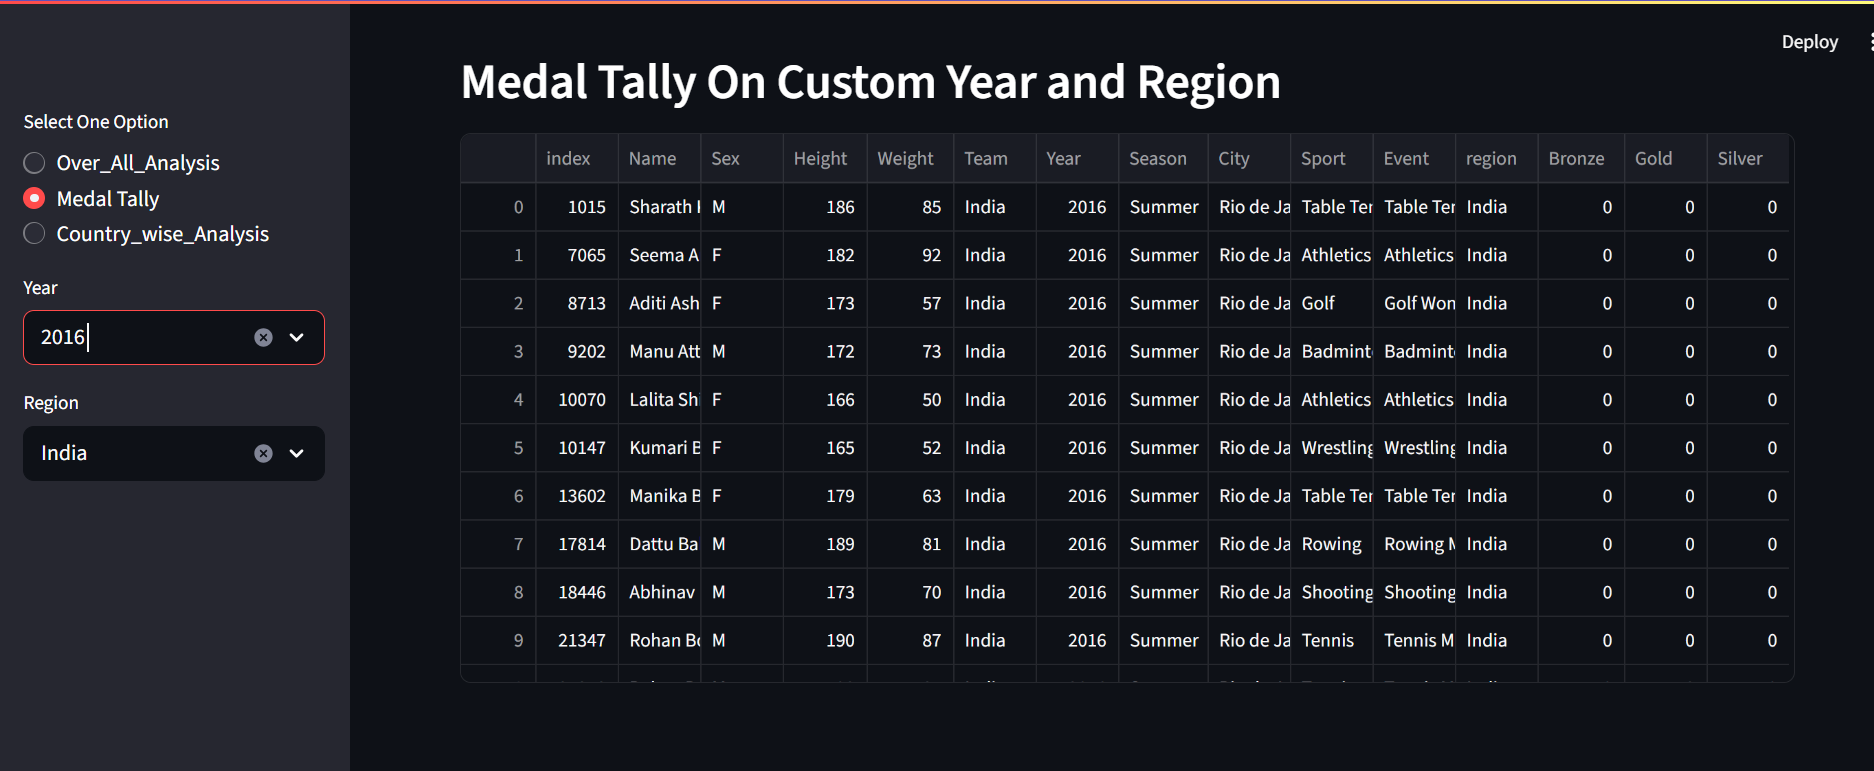 Deploy
Medal Tally On Custom Year and Region
Select One Option
Over_All_Analysis
Medal Tally
Country_wise_Analysis
Year
2016
Region
India
index Name Sex Height Weight Team Year Season City Sport Event region Bronze Gold Silver
0 1015 Sharath M 186 85 India 2016 Summer Rio de Ja Table Ter Table Ter India 0 0 0
1 7065 Seema A F 182 92 India 2016 Summer Rio de Ja Athletics Athletics India 0 0 0
2 8713 Aditi Ash F 173 57 India 2016 Summer Rio de Ja Golf Golf Won India 0 0 0
3 9202 Manu Att M 172 73 India 2016 Summer Rio de Ja Badmint Badmint India 0 0 0
4 10070 Lalita Sh F 166 50 India 2016 Summer Rio de Ja Athletics Athletics India 0 0 0
5 10147 Kumari B F 165 52 India 2016 Summer Rio de Ja Wrestling Wrestling India 0 0 0
6 13602 Manika B F 179 63 India 2016 Summer Rio de Ja Table Ter Table Ter India 0 0 0
7 17814 Dattu Ba M 189 81 India 2016 Summer Rio de Ja Rowing Rowing M India 0 0 0
8 18446 Abhinav M 173 70 India 2016 Summer Rio de Ja Shooting Shooting India 0 0 0
9 21347 Rohan Bo M 190 87 India 2016 Summer Rio de Ja Tennis Tennis M India 0 0 0